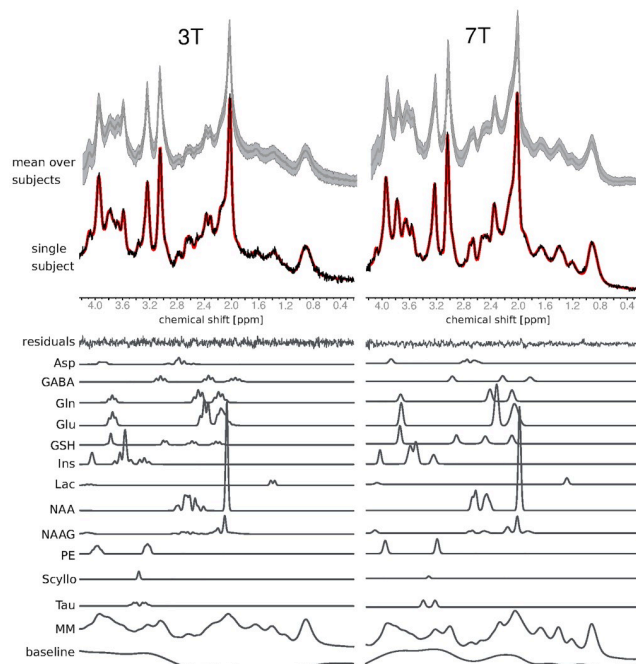 3T 7T
mean over
subjects
single
subject
4.0 3.6 3.2 2.8 2.4 2.0 1.6 1.2 0.8 0.4 4.0 3.6 3.2 2.8 2.4 2.0 1.6 1.2 0.8 0.4
chemical shift [ppm] chemical shift [ppm]
residuals
Asp
GABA
Gln
Glu
GSH
Ins
Lac
NAA
NAAG
PE
Scyllo
Tau
MM
baseline